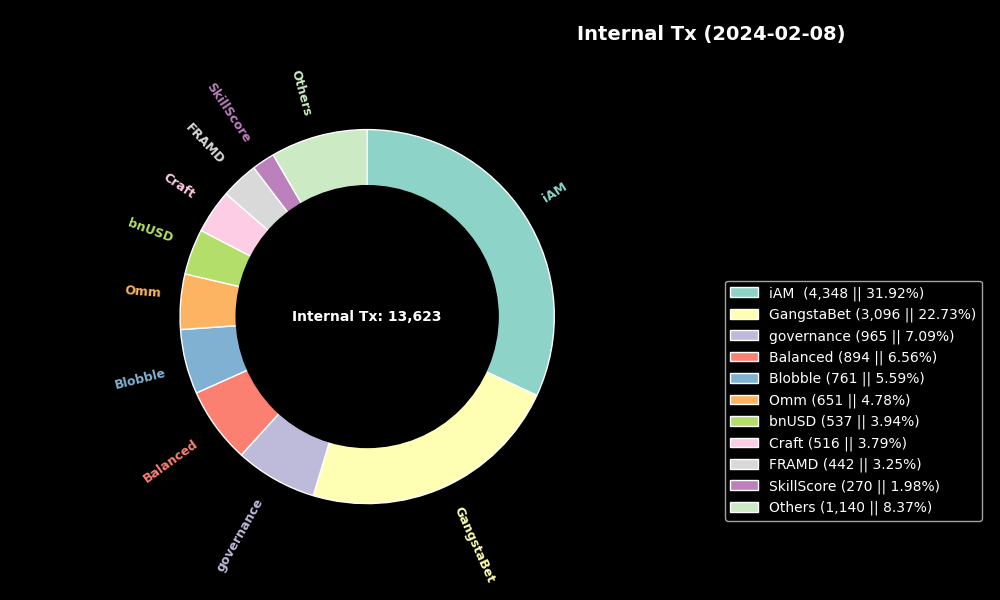 Internal Tx (2024-02-08)
Others
SkillScore
FRAMD
Craft
bnUSD
Omm
Blobble
Balanced
governance
GangstaBet
iAM
Internal Tx: 13,623
iAM  (4,348 || 31.92%)
GangstaBet (3,096 || 22.73%)
governance (965 || 7.09%)
Balanced (894 || 6.56%)
Blobble (761 || 5.59%)
Omm (651 || 4.78%)
bnUSD (537 || 3.94%)
Craft (516 || 3.79%)
FRAMD (442 || 3.25%)
SkillScore (270 || 1.98%)
Others (1,140 || 8.37%)